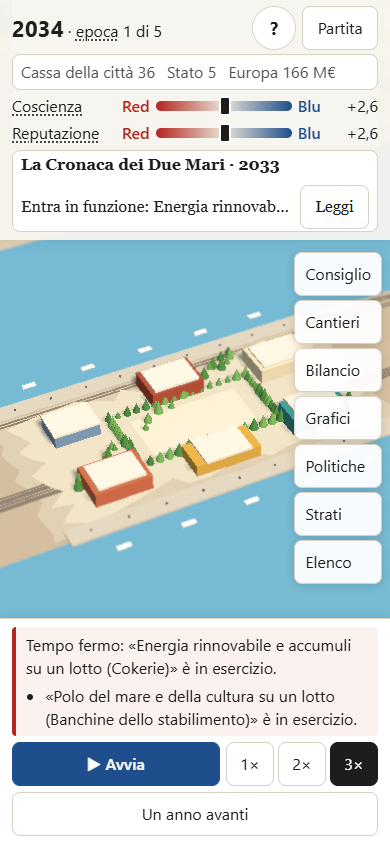 2034 · epoca 1 di 5
?
Partita
Cassa della città 36 Stato 5 Europa 166 M€
Coscienza Red Blu +2,6
Reputazione Red Blu +2,6
La Cronaca dei Due Mari · 2033
Entra in funzione: Energia rinnovab...
Leggi
Consiglio
Cantieri
Bilancio
Grafici
Politiche
Strati
Elenco
Tempo fermo: «Energia rinnovabile e accumuli
su un lotto (Cokerie)» è in esercizio.
• «Polo del mare e della cultura su un lotto
(Banchine dello stabilimento)» è in esercizio.
▶ Avvia
1×
2×
3×
Un anno avanti